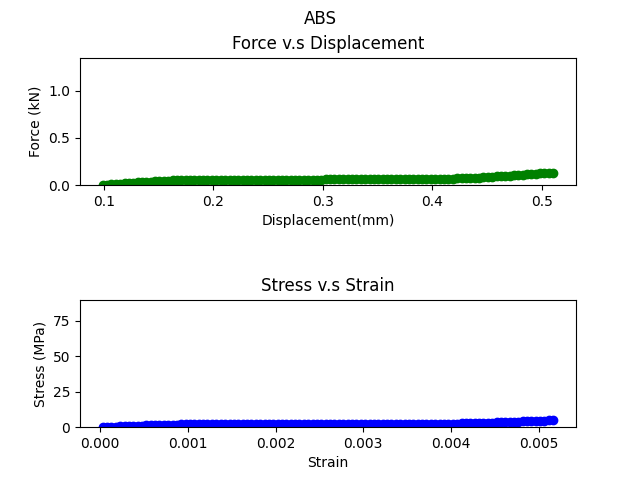 ABS
Force v.s Displacement
1.0
0.5
0.0
Force (kN)
0.1 0.2 0.3 0.4 0.5
Displacement(mm)
Stress v.s Strain
75
50
25
0
Stress (MPa)
0.000 0.001 0.002 0.003 0.004 0.005
Strain